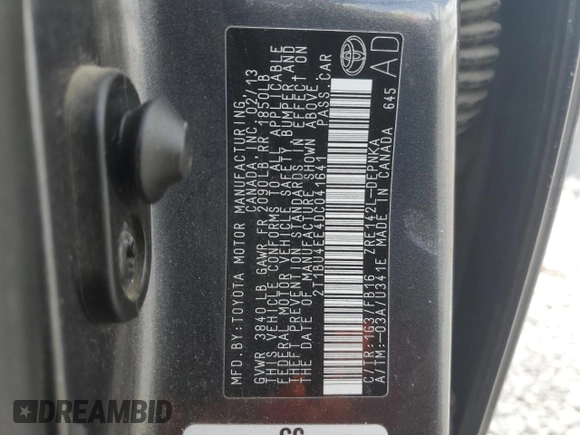 MFD.BY:TOYOTA MOTOR MANUFACTURING,
CANADA, INC. 02/13
GVWR 3840LB GAWR FR 2090LB RR 1850LB
THIS VEHICLE CONFORMS TO ALL APPLICABLE
FEDERAL MOTOR VEHICLE SAFETY, BUMPER, AND
THEFT PREVENTION STANDARDS IN EFFECT ON
THE DATE OF MANUFACTURE SHOWN ABOVE.
2T1BU4EE4DC041641 PASS.CAR
C/TR:1G3/FB16 ZRE142L-DEPNKA
A/TM:-03A/U341E MADE IN CANADA 645
AD
DREAMBID